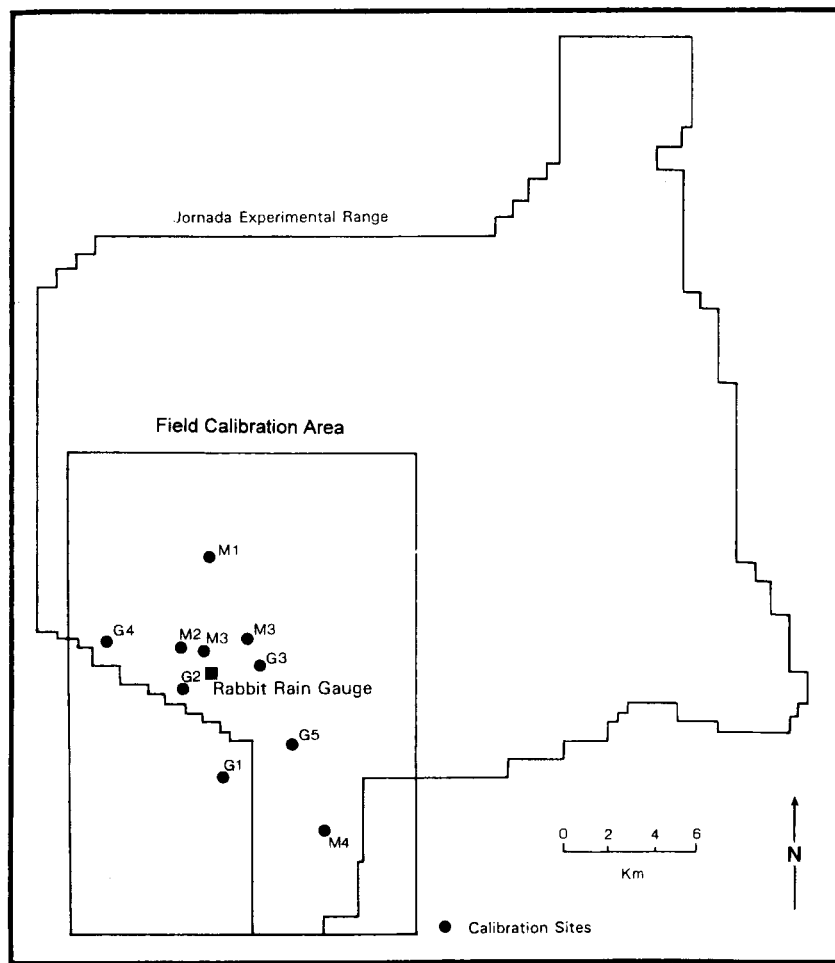 Jornada Experimental Range
Field Calibration Area
M1
G4
M2
M3
M3
G3
G2
Rabbit Rain Gauge
G5
G1
M4
0 2 4 6
Km
N
Calibration Sites